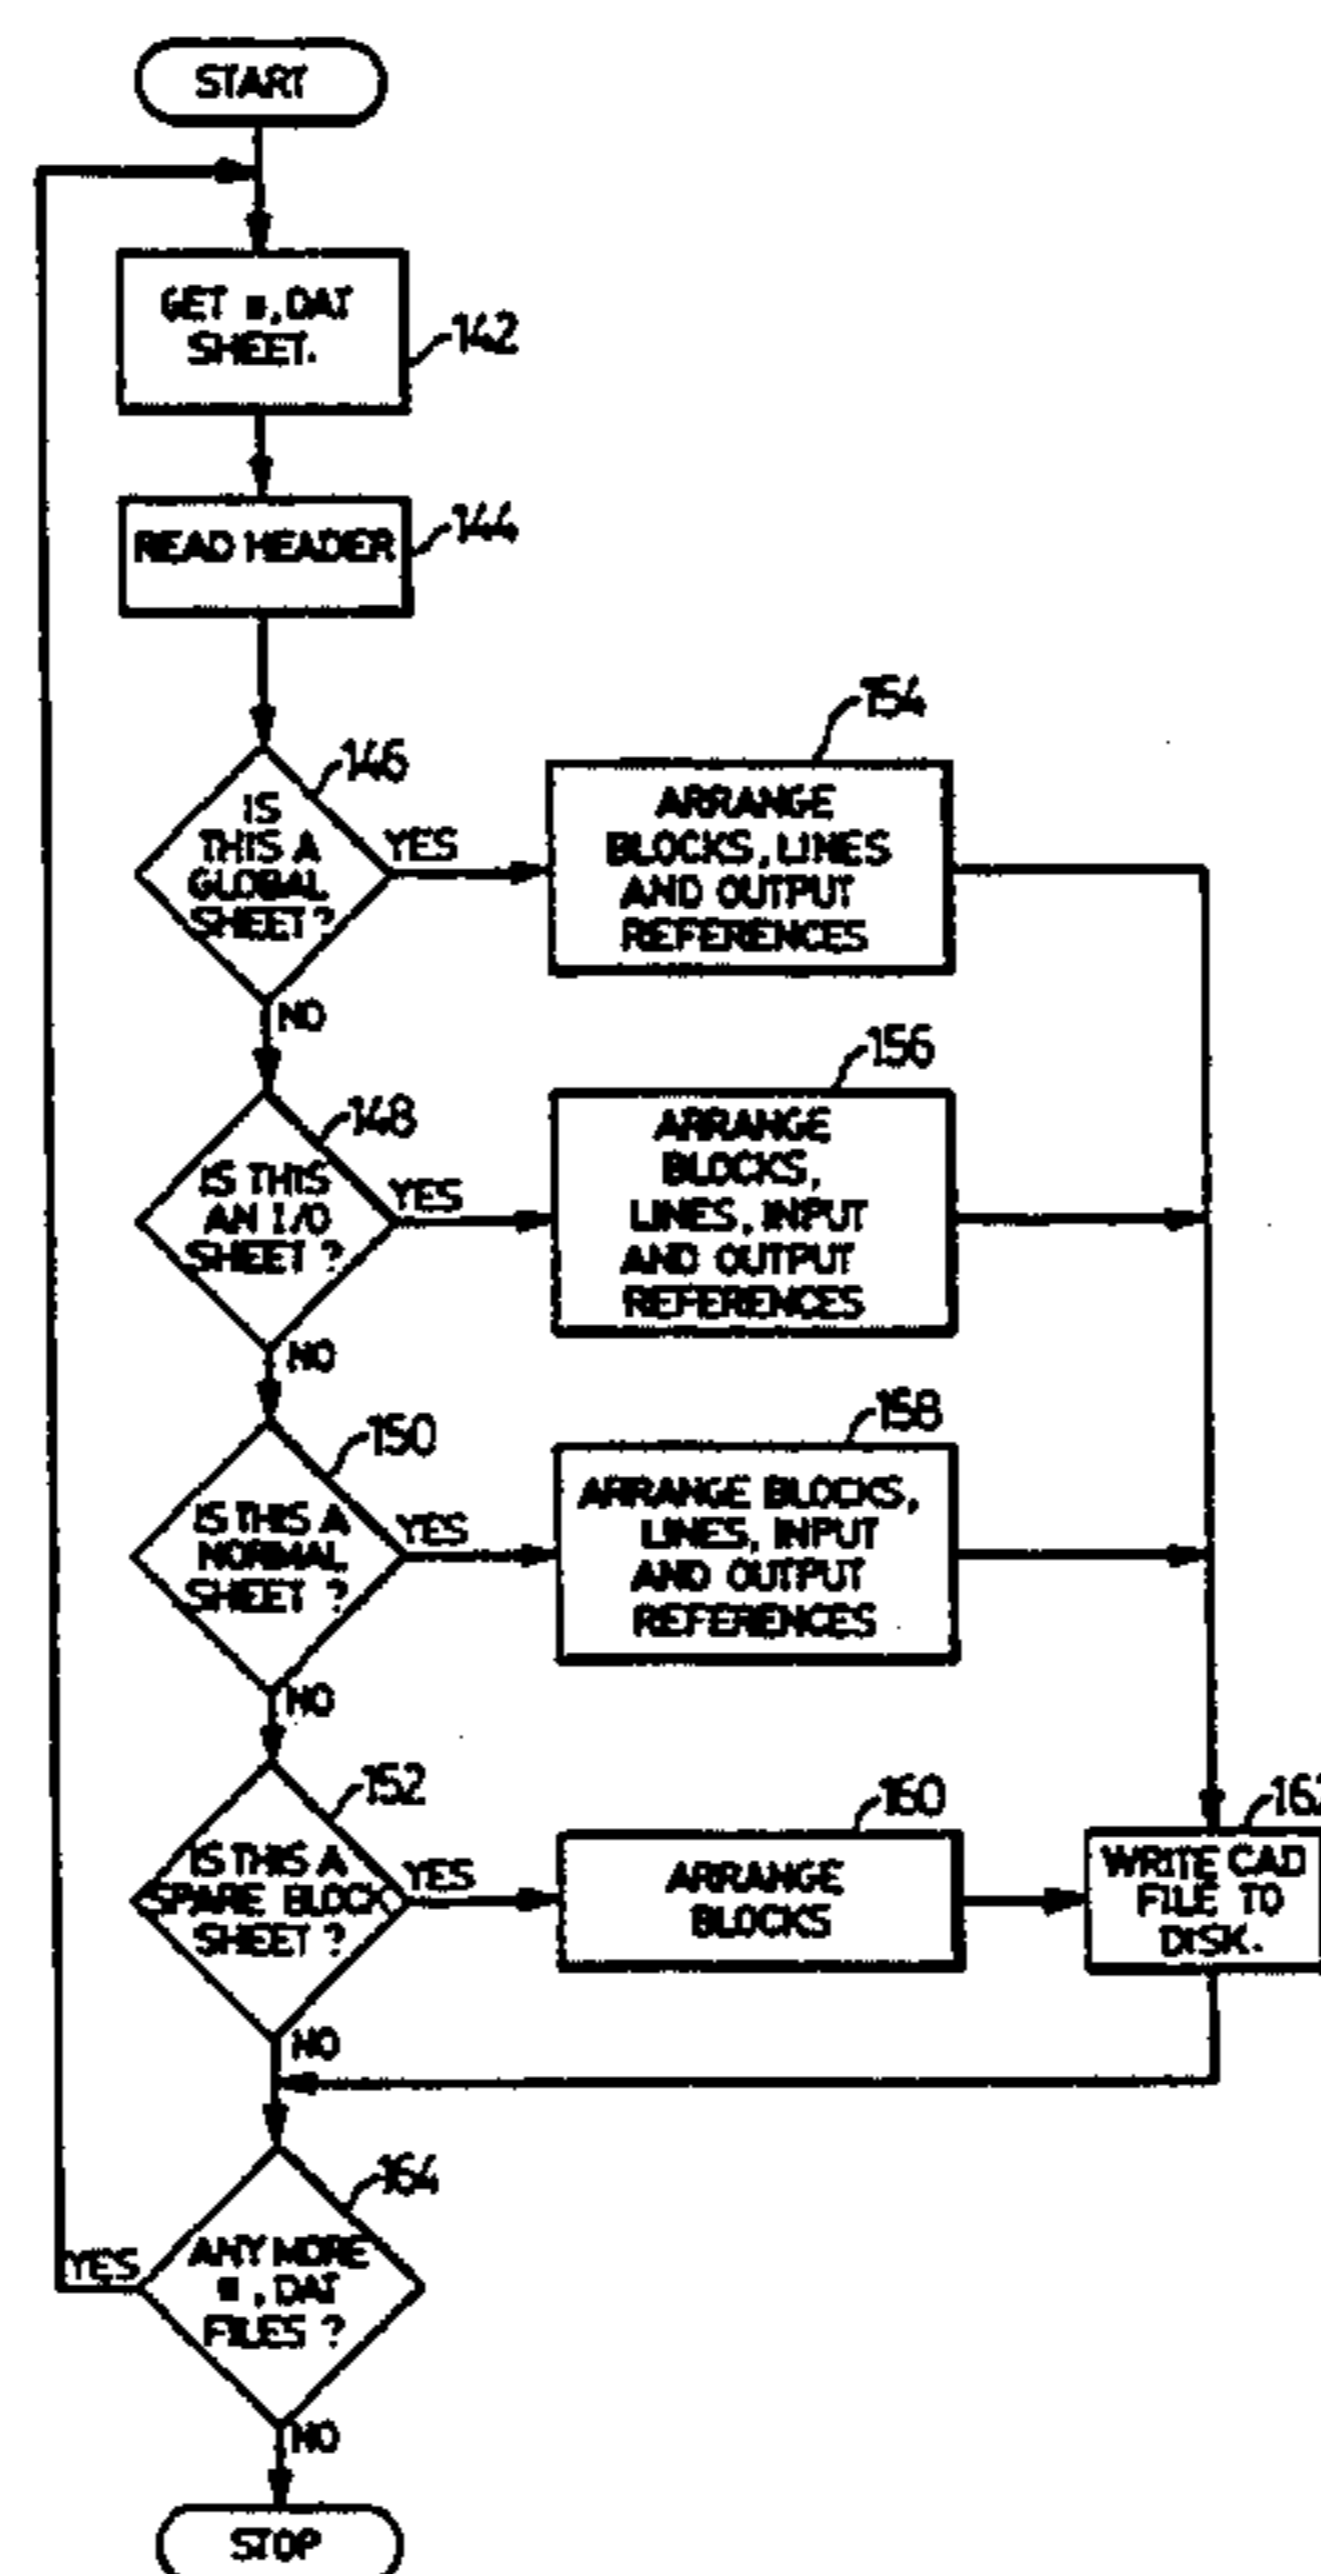 START
GET *.DAT
SHEET.
142
READ HEADER
144
146
IS
THIS A
GLOBAL
SHEET?
YES
NO
154
ARRANGE
BLOCKS, LINES
AND OUTPUT
REFERENCES
148
IS THIS
AN I/O
SHEET ?
YES
NO
156
ARRANGE
BLOCKS,
LINES, INPUT
AND OUTPUT
REFERENCES
150
IS THIS A
NORMAL
SHEET ?
YES
NO
158
ARRANGE BLOCKS,
LINES, INPUT
AND OUTPUT
REFERENCES
152
IS THIS A
SPARE BLOCK
SHEET ?
YES
NO
160
ARRANGE
BLOCKS
WRITE CAD
FILE TO
DISK.
164
ANY MORE
*.DAT
FILES ?
YES
NO
STOP